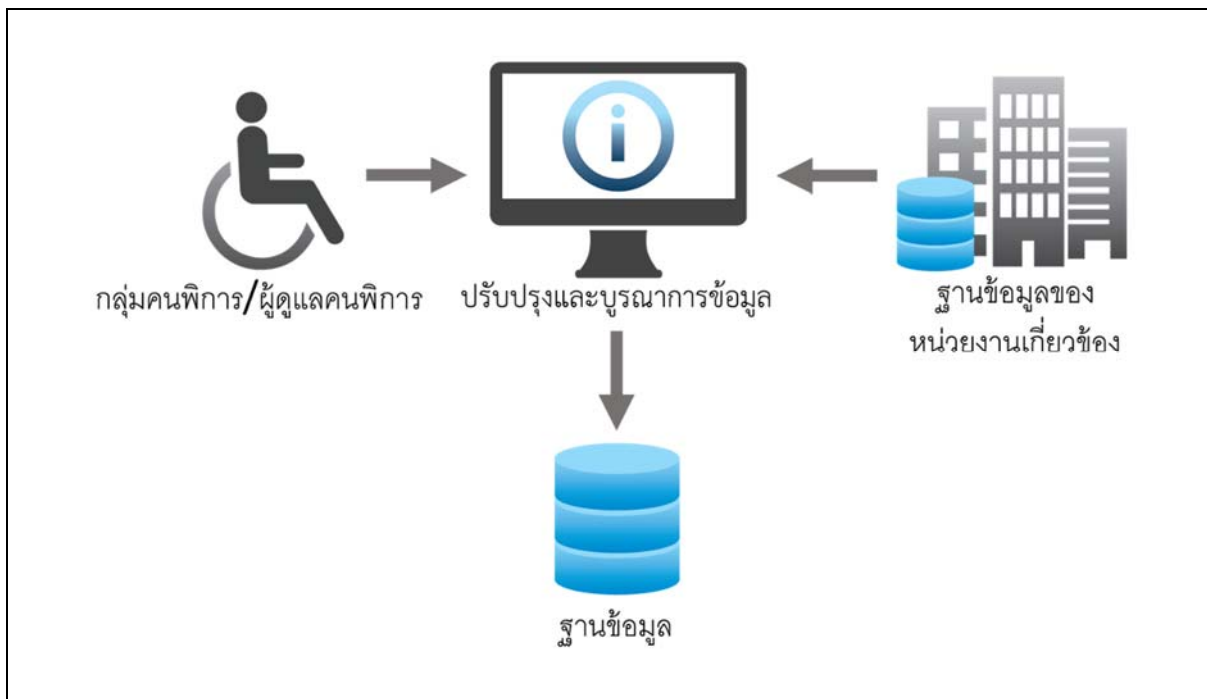 กลุ่มคนพิการ/ผู้ดูแลคนพิการ
ปรับปรุงและบูรณาการข้อมูล
ฐานข้อมูลของ
หน่วยงานเกี่ยวข้อง
ฐานข้อมูล